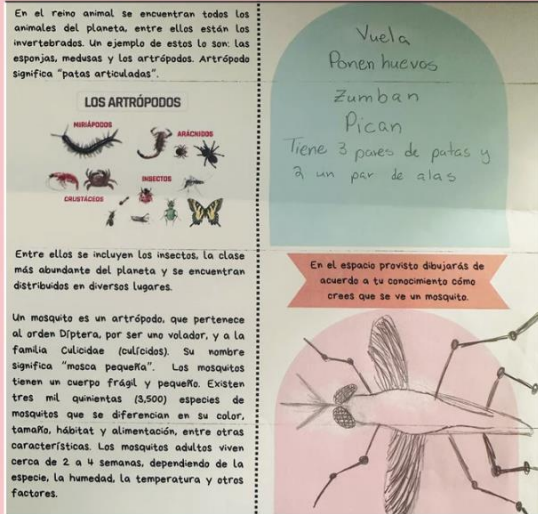 En el reino animal se encuentran todos los
animales del planeta, entre ellos están los
invertebrados. Un ejemplo de estos lo son: las
esponjas, medusas y los artrópodos. Artrópodo
significa "patas articuladas".
LOS ARTRÓPODOS
MIRIÁPODOS
ARÁCNIDOS
INSECTOS
CRUSTÁCEOS
Entre ellos se incluyen los insectos, la clase
más abundante del planeta y se encuentran
distribuidos en diversos lugares.
Un mosquito es un artrópodo, que pertenece
al orden Díptera, por ser uno volador, y a la
familia Culicidae (culícidos). Su nombre
significa "mosca pequeña". Los mosquitos
tienen un cuerpo frágil y pequeño. Existen
tres mil quinientas (3,500) especies de
mosquitos que se diferencian en su color,
tamaño, hábitat y alimentación, entre otras
características. Los mosquitos adultos viven
cerca de 2 a 4 semanas, dependiendo de la
especie, la humedad, la temperatura y otros
factores.
Vuela
Ponen huevos
Zumban
Pican
Tiene 3 pares de patas y
2 un par de alas
En el espacio provisto dibujarás de
acuerdo a tu conocimiento cómo
crees que se ve un mosquito.